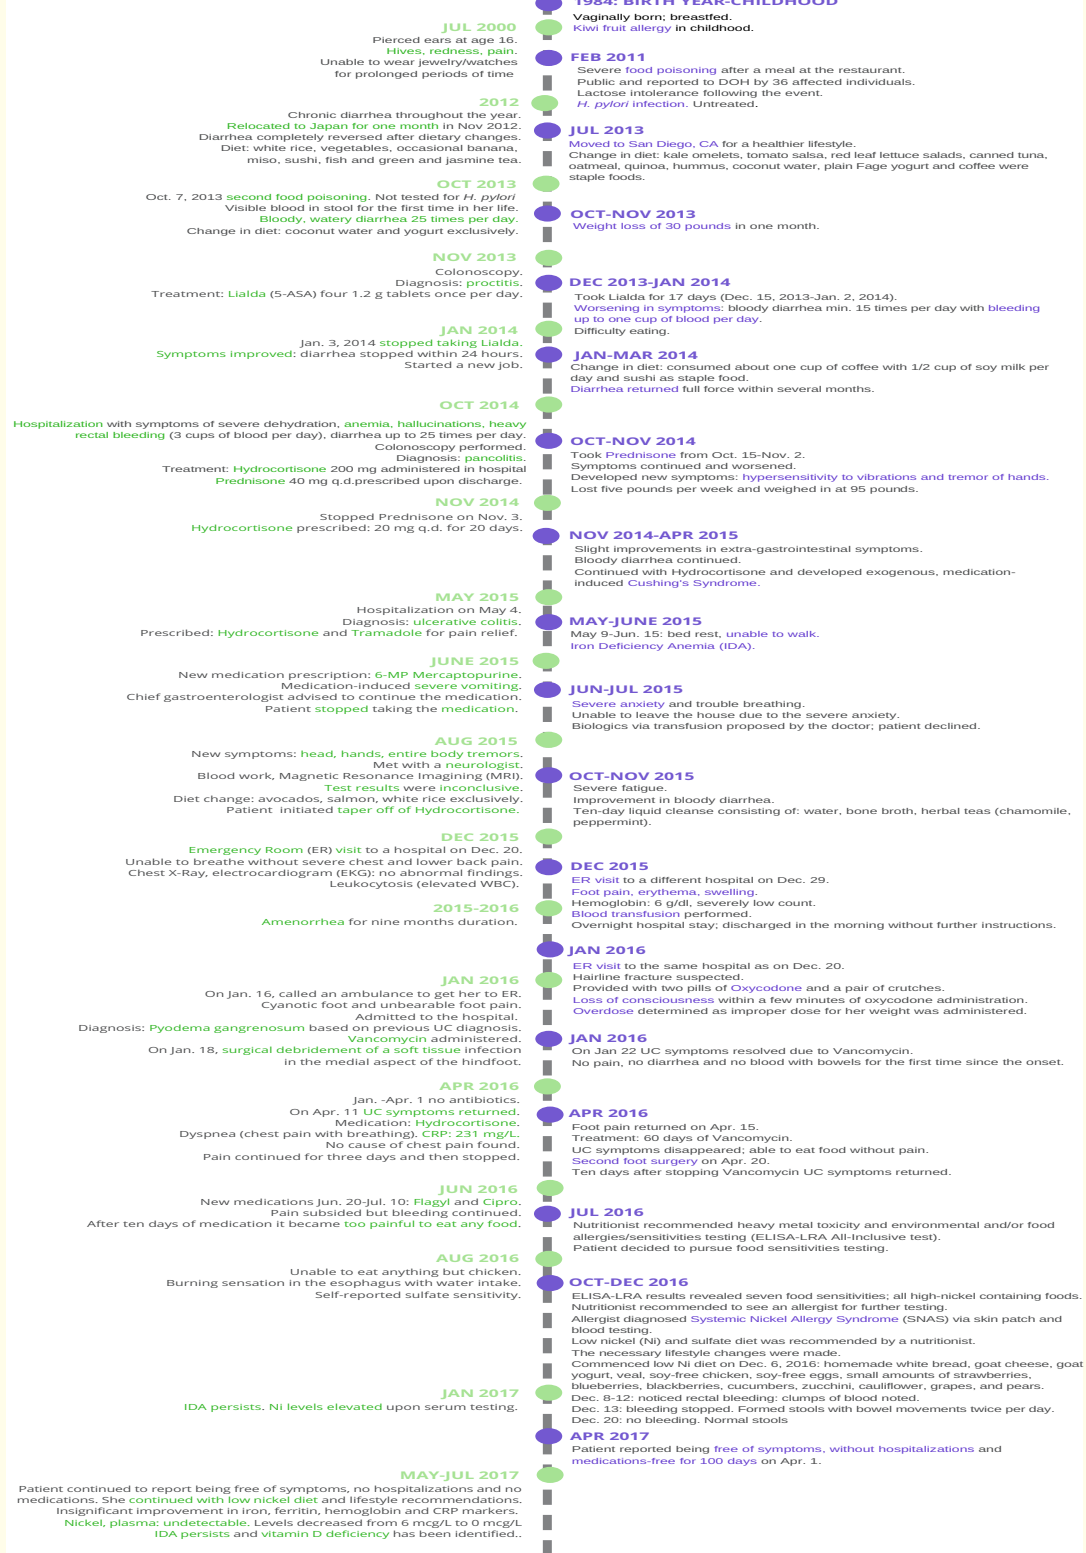 1984: BIRTH YEAR-CHILDHOOD
Vaginally born; breastfed.
Kiwi fruit allergy in childhood.
JUL 2000
Pierced ears at age 16.
Hives, redness, pain.
Unable to wear jewelry/watches
for prolonged periods of time
FEB 2011
Severe food poisoning after a meal at the restaurant.
Public and reported to DOH by 36 affected individuals.
Lactose intolerance following the event.
H. pylori infection. Untreated.
2012
Chronic diarrhea throughout the year.
Relocated to Japan for one month in Nov 2012.
Diarrhea completely reversed after dietary changes.
Diet: white rice, vegetables, occasional banana,
miso, sushi, fish and green and jasmine tea.
JUL 2013
Moved to San Diego, CA for a healthier lifestyle.
Change in diet: kale omelets, tomato salsa, red leaf lettuce salads, canned tuna,
oatmeal, quinoa, hummus, coconut water, plain Fage yogurt and coffee were
staple foods.
OCT 2013
Oct. 7, 2013 second food poisoning. Not tested for H. pylori
Visible blood in stool for the first time in her life.
Bloody, watery diarrhea 25 times per day.
Change in diet: coconut water and yogurt exclusively.
OCT-NOV 2013
Weight loss of 30 pounds in one month.
NOV 2013
Colonoscopy.
Diagnosis: proctitis.
Treatment: Lialda (5-ASA) four 1.2 g tablets once per day.
DEC 2013-JAN 2014
Took Lialda for 17 days (Dec. 15, 2013-Jan. 2, 2014).
Worsening in symptoms: bloody diarrhea min. 15 times per day with bleeding
up to one cup of blood per day.
Difficulty eating.
JAN 2014
Jan. 3, 2014 stopped taking Lialda.
Symptoms improved: diarrhea stopped within 24 hours.
Started a new job.
JAN-MAR 2014
Change in diet: consumed about one cup of coffee with 1/2 cup of soy milk per
day and sushi as staple food.
Diarrhea returned full force within several months.
OCT 2014
Hospitalization with symptoms of severe dehydration, anemia, hallucinations, heavy
rectal bleeding (3 cups of blood per day), diarrhea up to 25 times per day.
Colonoscopy performed.
Diagnosis: pancolitis.
Treatment: Hydrocortisone 200 mg administered in hospital
Prednisone 40 mg q.d.prescribed upon discharge.
OCT-NOV 2014
Took Prednisone from Oct. 15-Nov. 2.
Symptoms continued and worsened.
Developed new symptoms: hypersensitivity to vibrations and tremor of hands.
Lost five pounds per week and weighed in at 95 pounds.
NOV 2014
Stopped Prednisone on Nov. 3.
Hydrocortisone prescribed: 20 mg q.d. for 20 days.
NOV 2014-APR 2015
Slight improvements in extra-gastrointestinal symptoms.
Bloody diarrhea continued.
Continued with Hydrocortisone and developed exogenous, medication-
induced Cushing's Syndrome.
MAY 2015
Hospitalization on May 4.
Diagnosis: ulcerative colitis.
Prescribed: Hydrocortisone and Tramadole for pain relief.
MAY-JUNE 2015
May 9-Jun. 15: bed rest, unable to walk.
Iron Deficiency Anemia (IDA).
JUNE 2015
New medication prescription: 6-MP Mercaptopurine.
Medication-induced severe vomiting.
Chief gastroenterologist advised to continue the medication.
Patient stopped taking the medication.
JUN-JUL 2015
Severe anxiety and trouble breathing.
Unable to leave the house due to the severe anxiety.
Biologics via transfusion proposed by the doctor; patient declined.
AUG 2015
New symptoms: head, hands, entire body tremors.
Met with a neurologist.
Blood work, Magnetic Resonance Imagining (MRI).
Test results were inconclusive.
Diet change: avocados, salmon, white rice exclusively.
Patient initiated taper off of Hydrocortisone.
OCT-NOV 2015
Severe fatigue.
Improvement in bloody diarrhea.
Ten-day liquid cleanse consisting of: water, bone broth, herbal teas (chamomile,
peppermint).
DEC 2015
Emergency Room (ER) visit to a hospital on Dec. 20.
Unable to breathe without severe chest and lower back pain.
Chest X-Ray, electrocardiogram (EKG): no abnormal findings.
Leukocytosis (elevated WBC).
DEC 2015
ER visit to a different hospital on Dec. 29.
Foot pain, erythema, swelling.
Hemoglobin: 6 g/dl, severely low count.
Blood transfusion performed.
Overnight hospital stay; discharged in the morning without further instructions.
2015-2016
Amenorrhea for nine months duration.
JAN 2016
ER visit to the same hospital as on Dec. 20.
Hairline fracture suspected.
Provided with two pills of Oxycodone and a pair of crutches.
Loss of consciousness within a few minutes of oxycodone administration.
Overdose determined as improper dose for her weight was administered.
JAN 2016
On Jan. 16, called an ambulance to get her to ER.
Cyanotic foot and unbearable foot pain.
Admitted to the hospital.
Diagnosis: Pyodema gangrenosum based on previous UC diagnosis.
Vancomycin administered.
On Jan. 18, surgical debridement of a soft tissue infection
in the medial aspect of the hindfoot.
JAN 2016
On Jan 22 UC symptoms resolved due to Vancomycin.
No pain, no diarrhea and no blood with bowels for the first time since the onset.
APR 2016
Jan. -Apr. 1 no antibiotics.
On Apr. 11 UC symptoms returned.
Medication: Hydrocortisone.
Dyspnea (chest pain with breathing). CRP: 231 mg/L.
No cause of chest pain found.
Pain continued for three days and then stopped.
APR 2016
Foot pain returned on Apr. 15.
Treatment: 60 days of Vancomycin.
UC symptoms disappeared; able to eat food without pain.
Second foot surgery on Apr. 20.
Ten days after stopping Vancomycin UC symptoms returned.
JUN 2016
New medications Jun. 20-Jul. 10: Flagyl and Cipro.
Pain subsided but bleeding continued.
After ten days of medication it became too painful to eat any food.
JUL 2016
Nutritionist recommended heavy metal toxicity and environmental and/or food
allergies/sensitivities testing (ELISA-LRA All-Inclusive test).
Patient decided to pursue food sensitivities testing.
AUG 2016
Unable to eat anything but chicken.
Burning sensation in the esophagus with water intake.
Self-reported sulfate sensitivity.
OCT-DEC 2016
ELISA-LRA results revealed seven food sensitivities; all high-nickel containing foods.
Nutritionist recommended to see an allergist for further testing.
Allergist diagnosed Systemic Nickel Allergy Syndrome (SNAS) via skin patch and
blood testing.
Low nickel (Ni) and sulfate diet was recommended by a nutritionist.
The necessary lifestyle changes were made.
Commenced low Ni diet on Dec. 6, 2016: homemade white bread, goat cheese, goat
yogurt, veal, soy-free chicken, soy-free eggs, small amounts of strawberries,
blueberries, blackberries, cucumbers, zucchini, cauliflower, grapes, and pears.
Dec. 8-12: noticed rectal bleeding: clumps of blood noted.
Dec. 13: bleeding stopped. Formed stools with bowel movements twice per day.
Dec. 20: no bleeding. Normal stools
JAN 2017
IDA persists. Ni levels elevated upon serum testing.
APR 2017
Patient reported being free of symptoms, without hospitalizations and
medications-free for 100 days on Apr. 1.
MAY-JUL 2017
Patient continued to report being free of symptoms, no hospitalizations and no
medications. She continued with low nickel diet and lifestyle recommendations.
Insignificant improvement in iron, ferritin, hemoglobin and CRP markers.
Nickel, plasma: undetectable. Levels decreased from 6 mcg/L to 0 mcg/L
IDA persists and vitamin D deficiency has been identified..